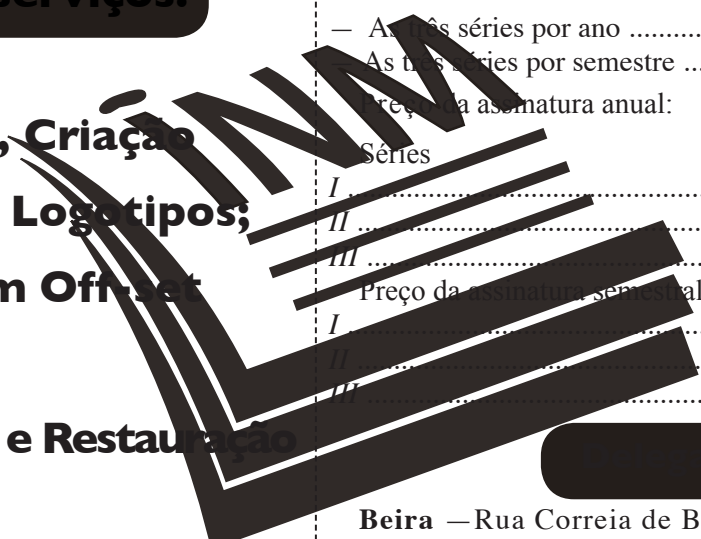 serviços:
, Criação
Logotipos;
m Off-set
e Restauração
INM
— As três séries por ano ..........
— As três séries por semestre ...
Preço da assinatura anual:
Séries
I ......................................................
II .....................................................
III ....................................................
Preço da assinatura semestral
I ......................................................
II .....................................................
III ....................................................
Beira —Rua Correia de B